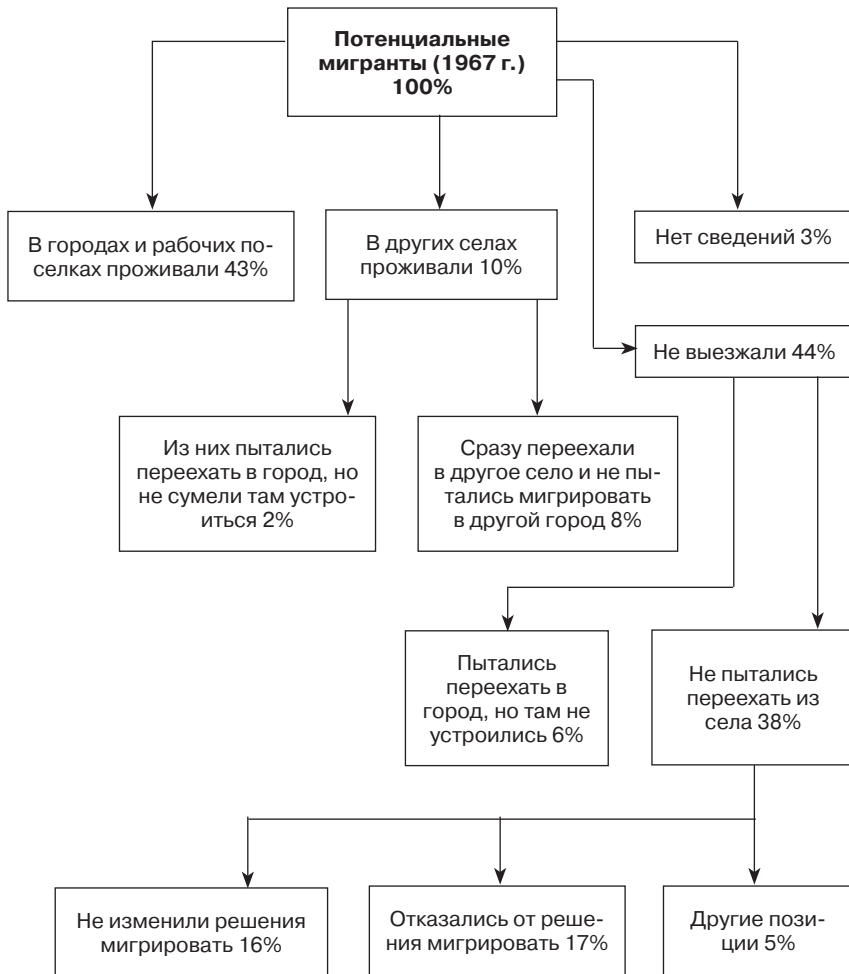 Потенциальные
мигранты (1967 г.)
100%
В городах и рабочих по-
селках проживали 43%
В других селах
проживали 10%
Нет сведений 3%
Не выезжали 44%
Из них пытались
переехать в город, но
не сумели там устро-
иться 2%
Сразу переехали
в другое село и не пы-
тались мигрировать
в другой город 8%
Пытались
переехать в
город, но там не
устроились 6%
Не пытались
переехать из
села 38%
Не изменили решения
мигрировать 16%
Отказались от реше-
ния мигрировать 17%
Другие пози-
ции 5%